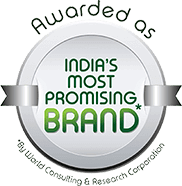 Awarded as
INDIA'S
MOST
PROMISING
BRAND*
*By World Consulting & Research Corporation